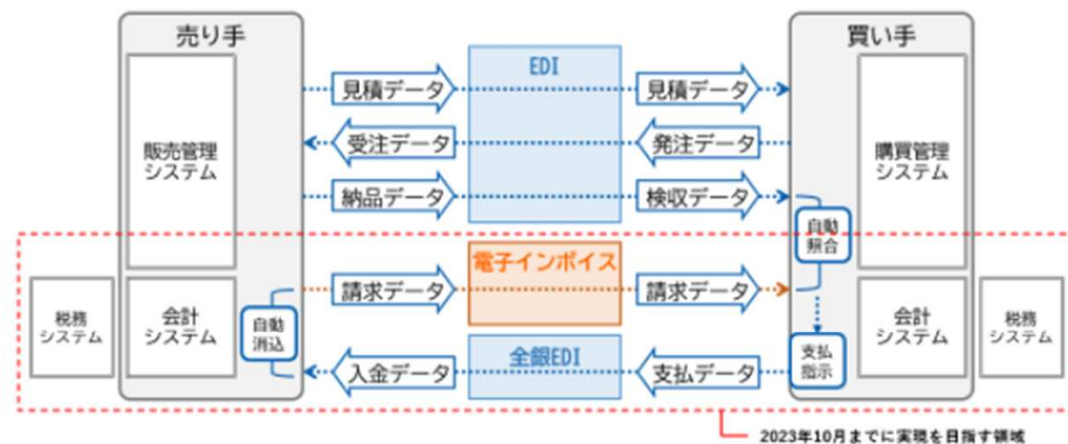 売り手
買い手
EDI
見積データ
見積データ
受注データ
発注データ
販売管理
システム
購買管理
システム
納品データ
検収データ
自動
照合
電子インボイス
請求データ
請求データ
税務
システム
会計
システム
自動
消込
会計
システム
税務
システム
全銀EDI
入金データ
支払データ
支払
指示
2023年10月までに実現を目指す領域